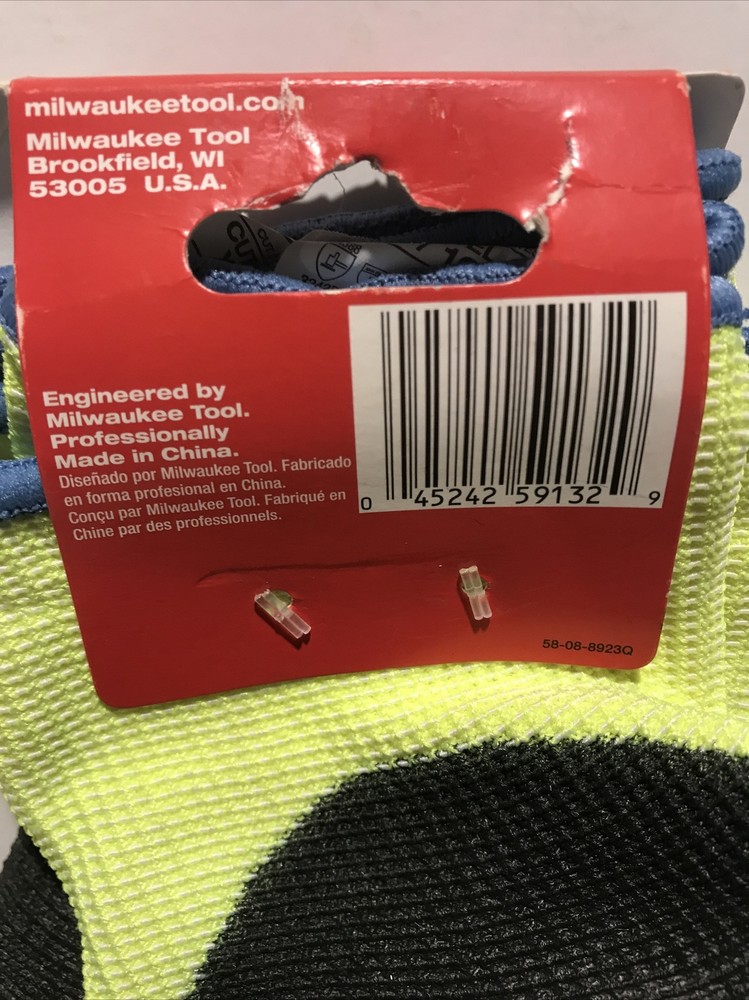 milwaukeetool.com
Milwaukee Tool
Brookfield, WI
53005 U.S.A.
CUT
Engineered by
Milwaukee Tool.
Professionally
Made in China.
Diseñado por Milwaukee Tool. Fabricado
en forma profesional en China.
Conçu par Milwaukee Tool. Fabriqué en
Chine par des professionnels.
0 45242 59132 9
58-08-8923Q